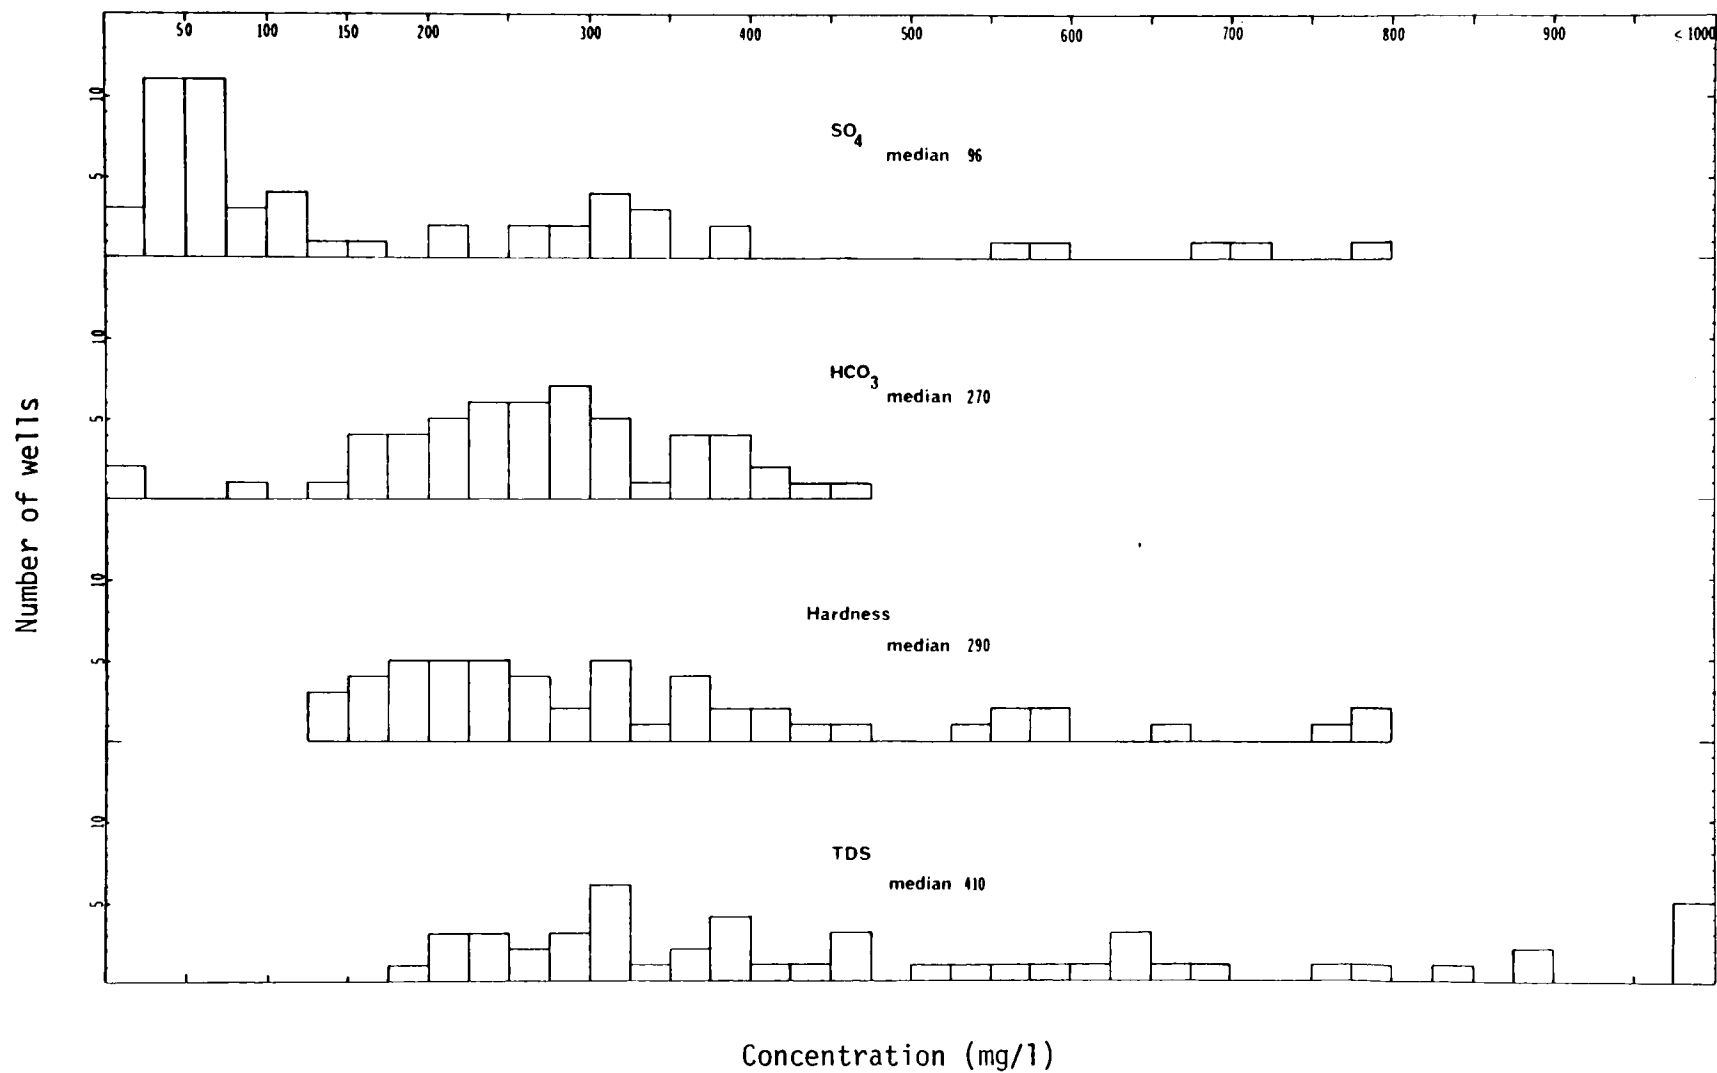 50 100 150 200 300 400 500 600 700 800 900 ≤ 1000
10
5
SO4
median 96
10
5
HCO3
median 270
Number of wells
10
5
Hardness
median 290
10
5
TDS
median 410
Concentration (mg/l)